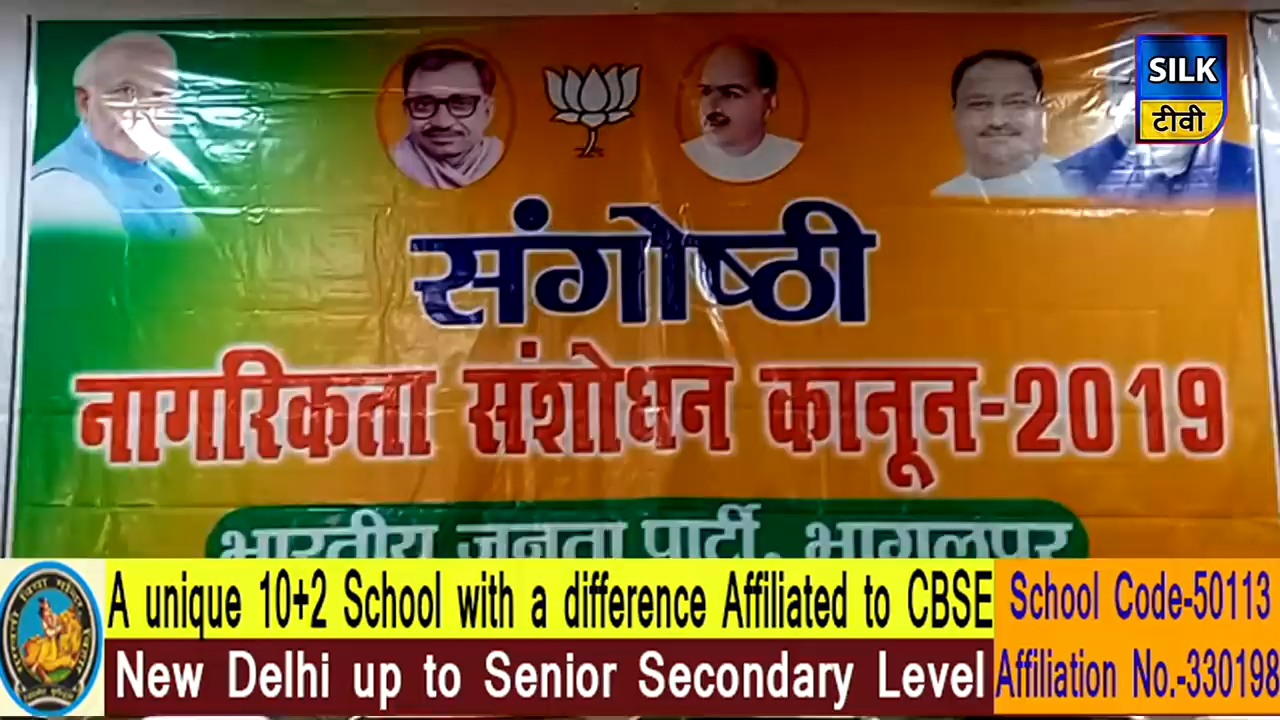 SILK
टीवी
संगोष्ठी
नागरिकता संशोधन कानून-2019
भारतीय जनता पार्टी, भागलपुर
A unique 10+2 School with a difference Affiliated to CBSE
New Delhi up to Senior Secondary Level
School Code-50113
Affiliation No.-330198